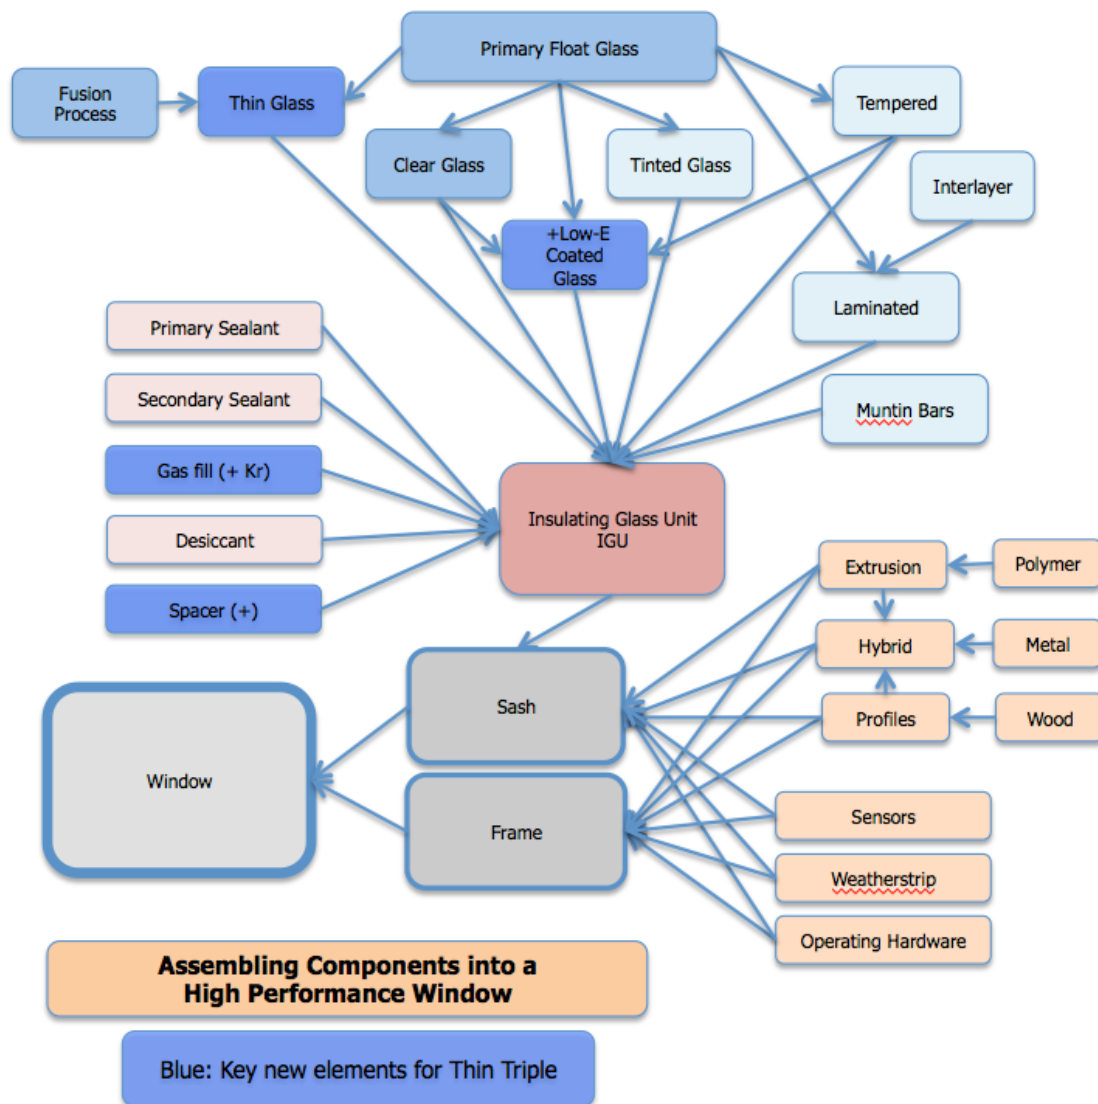 Primary Float Glass
Fusion
Process
Thin Glass
Tempered
Clear Glass
Tinted Glass
Interlayer
+Low-E
Coated
Glass
Laminated
Primary Sealant
Secondary Sealant
Muntin Bars
Gas fill (+ Kr)
Insulating Glass Unit
IGU
Desiccant
Spacer (+)
Extrusion
Polymer
Hybrid
Metal
Sash
Profiles
Wood
Window
Frame
Sensors
Weatherstrip
Operating Hardware
Assembling Components into a
High Performance Window
Blue: Key new elements for Thin Triple